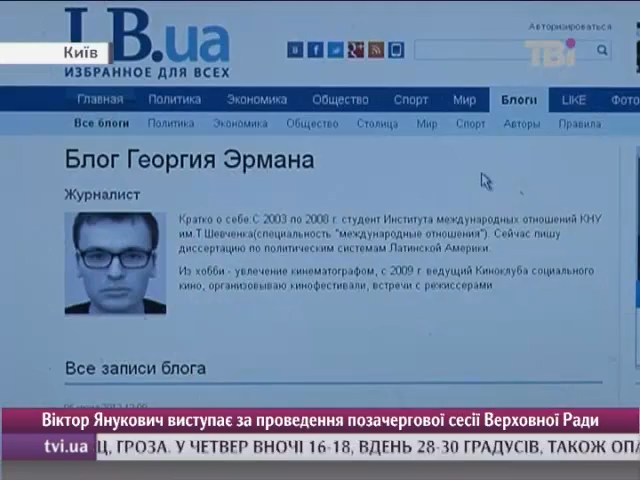 LB.ua
ИЗБРАННОЕ ДЛЯ ВСЕХ
Київ
Авторизироваться
ТВі
Главная Политика Экономика Общество Спорт Мир Блоги LIKE Фото
Все блоги Политика Экономика Общество Столица Мир Спорт Авторы Правила
Блог Георгия Эрмана
Журналист
Кратко о себе.С 2003 по 2008 г. студент Института международных отношений КНУ
им.Т.Шевченка(специальность "международные отношения"). Сейчас пишу
диссертацию по политическим системам Латинской Америки.
Из хобби - увлечение кинематографом, с 2009 г. ведущий Киноклуба социального
кино, организовываю кинофестивали, встречи с режиссерами
Все записи блога
Віктор Янукович виступає за проведення позачергової сесії Верховної Ради
tvi.ua Ц, ГРОЗА. У ЧЕТВЕР ВНОЧІ 16-18, ВДЕНЬ 28-30 ГРАДУСІВ, ТАКОЖ ОПА